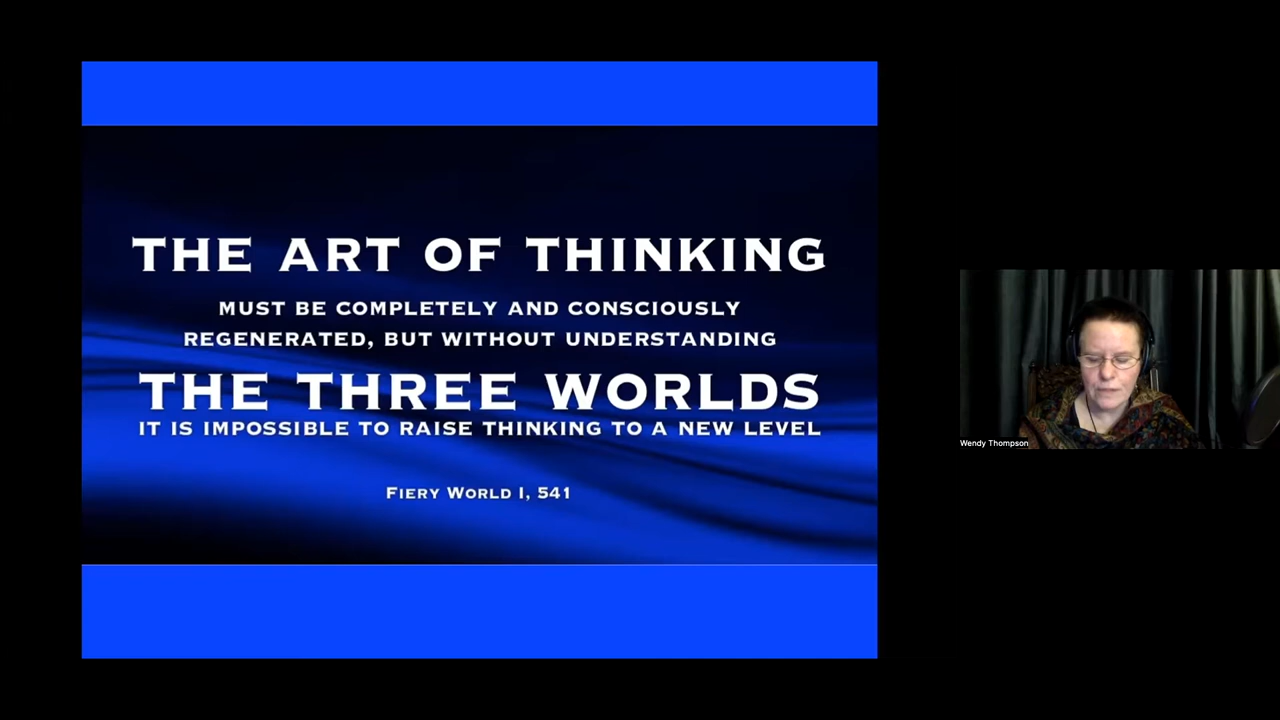 THE ART OF THINKING
MUST BE COMPLETELY AND CONSCIOUSLY
REGENERATED, BUT WITHOUT UNDERSTANDING
THE THREE WORLDS
IT IS IMPOSSIBLE TO RAISE THINKING TO A NEW LEVEL
FIERY WORLD I, 541
Wendy Thompson